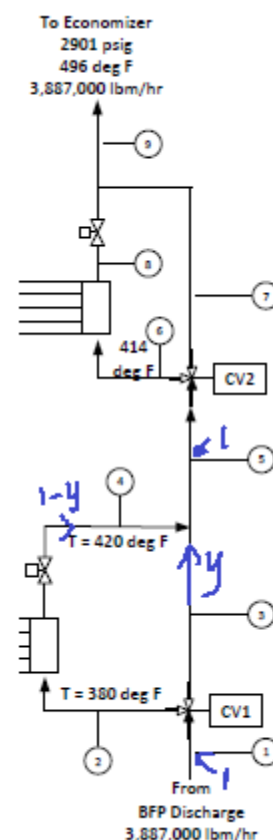 To Economizer
2901 psig
496 deg F
3,887,000 lbm/hr
9
8
7
6
414
deg F
CV2
1
5
4
1-y
T = 420 deg F
y
3
T = 380 deg F
CV1
2
1
1
From
BFP Discharge
3,887,000 lbm/hr